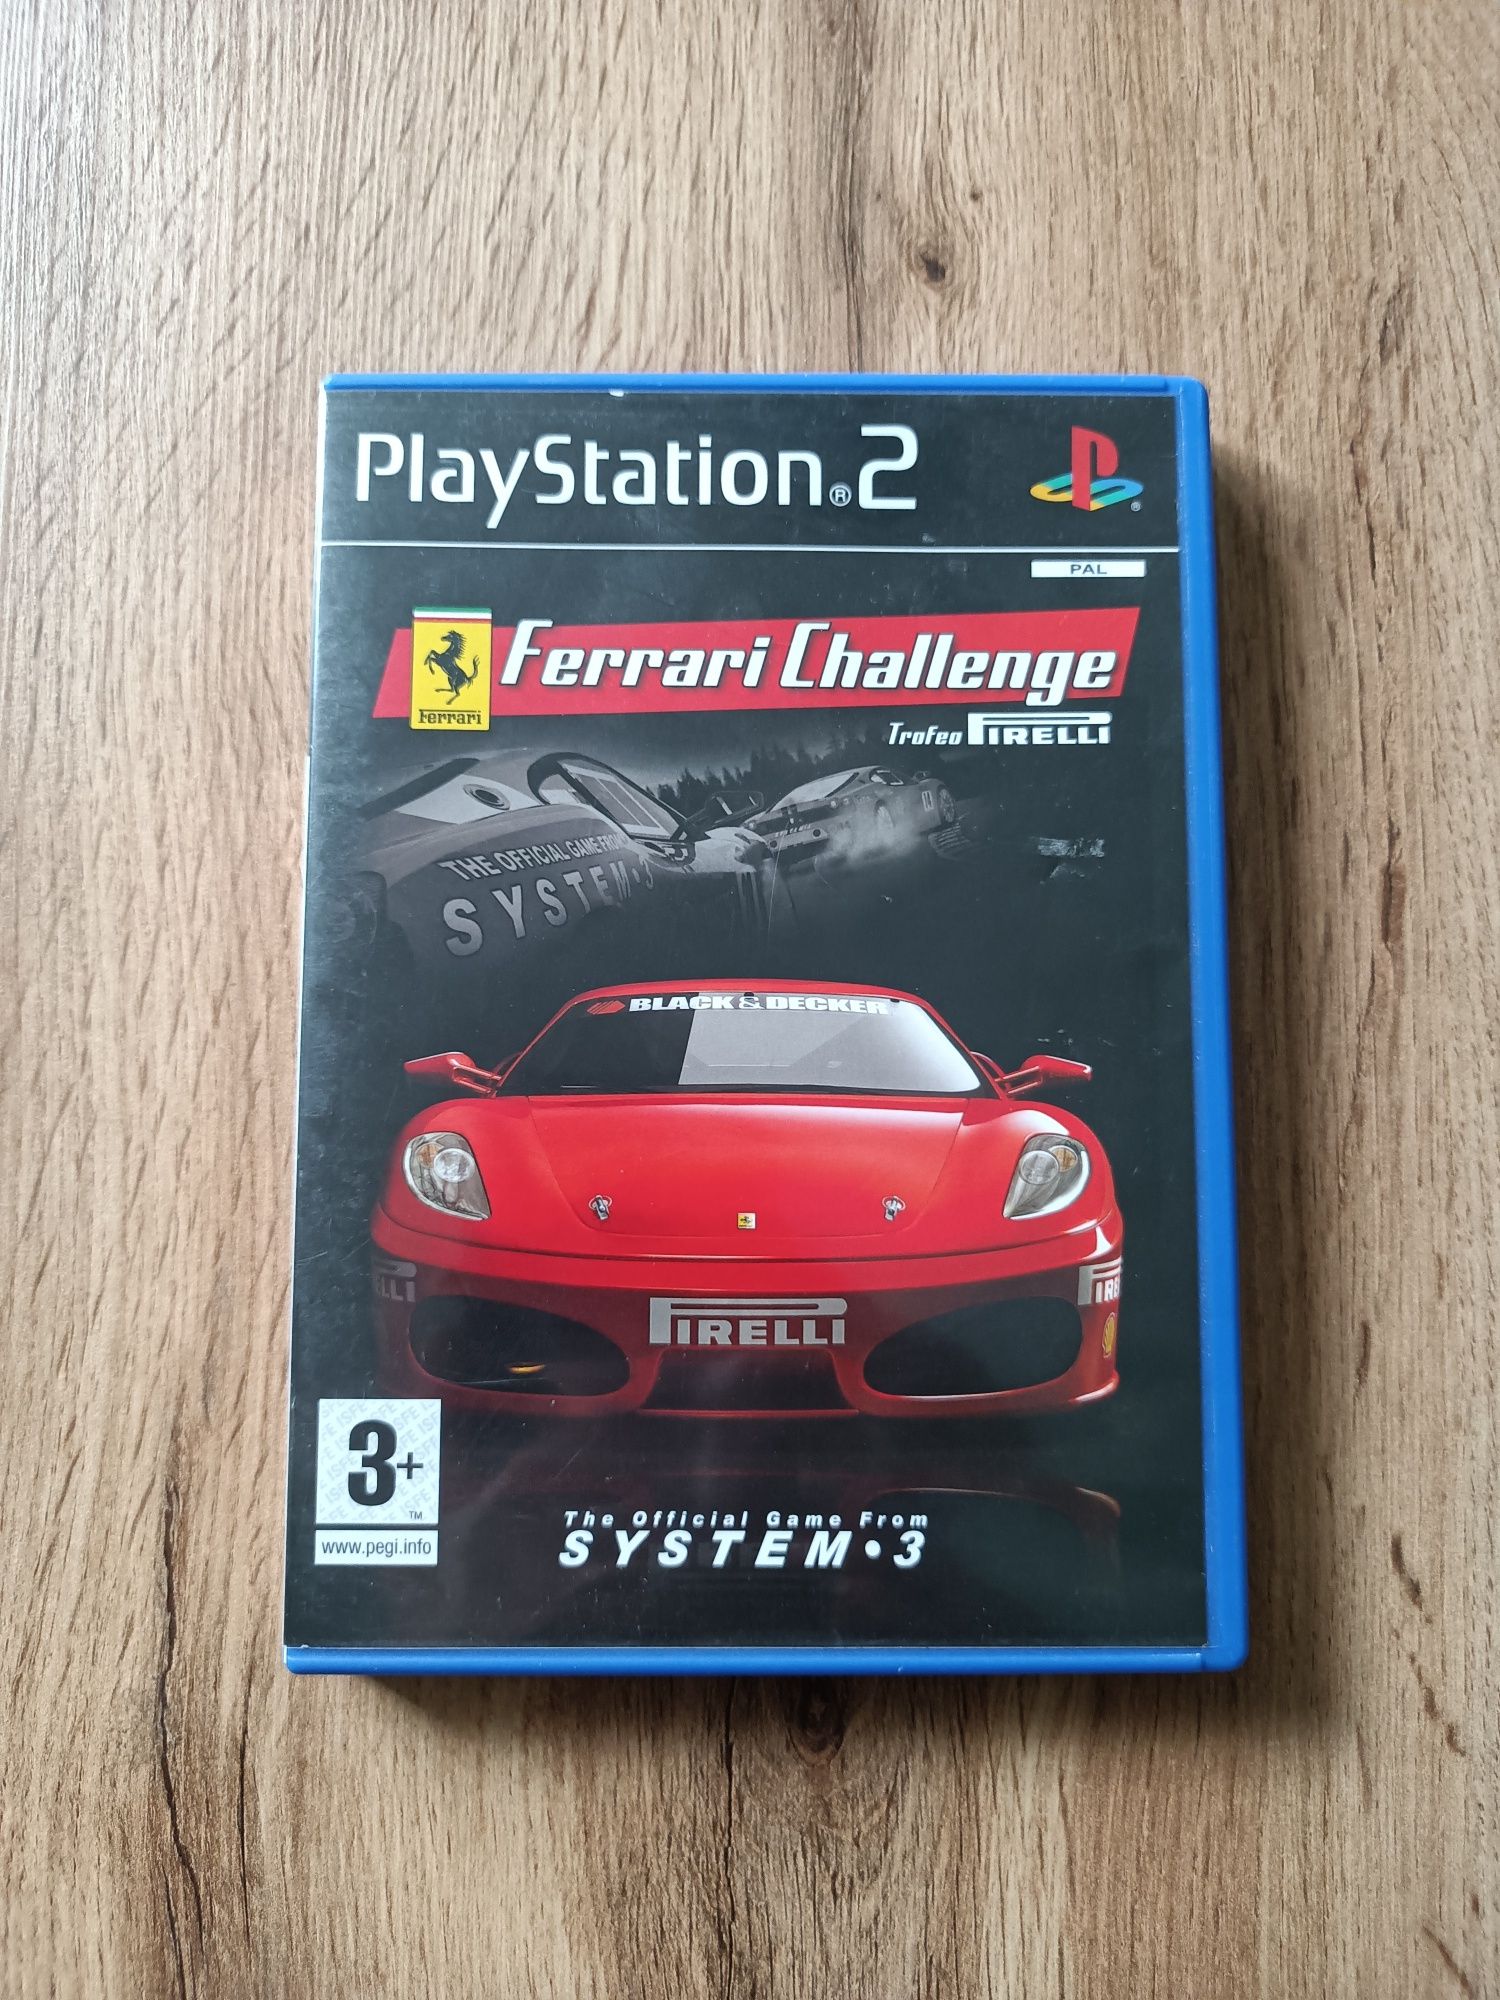 PlayStation®2
PAL
Ferrari
Ferrari Challenge
Trofeo PIRELLI
THE OFFICIAL GAME FROM
SYSTEM·3
BLACK & DECKER
PIRELLI
3+
™
www.pegi.info
The Official Game From
SYSTEM·3